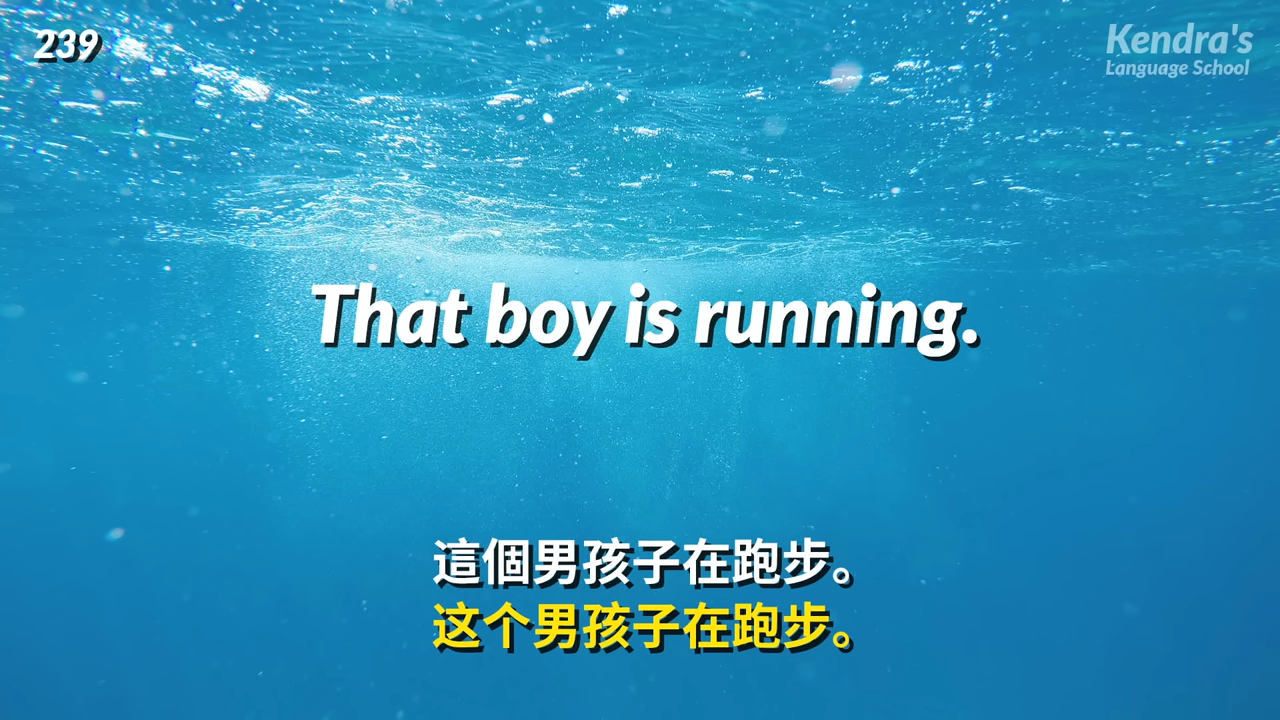 239
Kendra's
Language School
That boy is running.
這個男孩子在跑步。
这个男孩子在跑步。